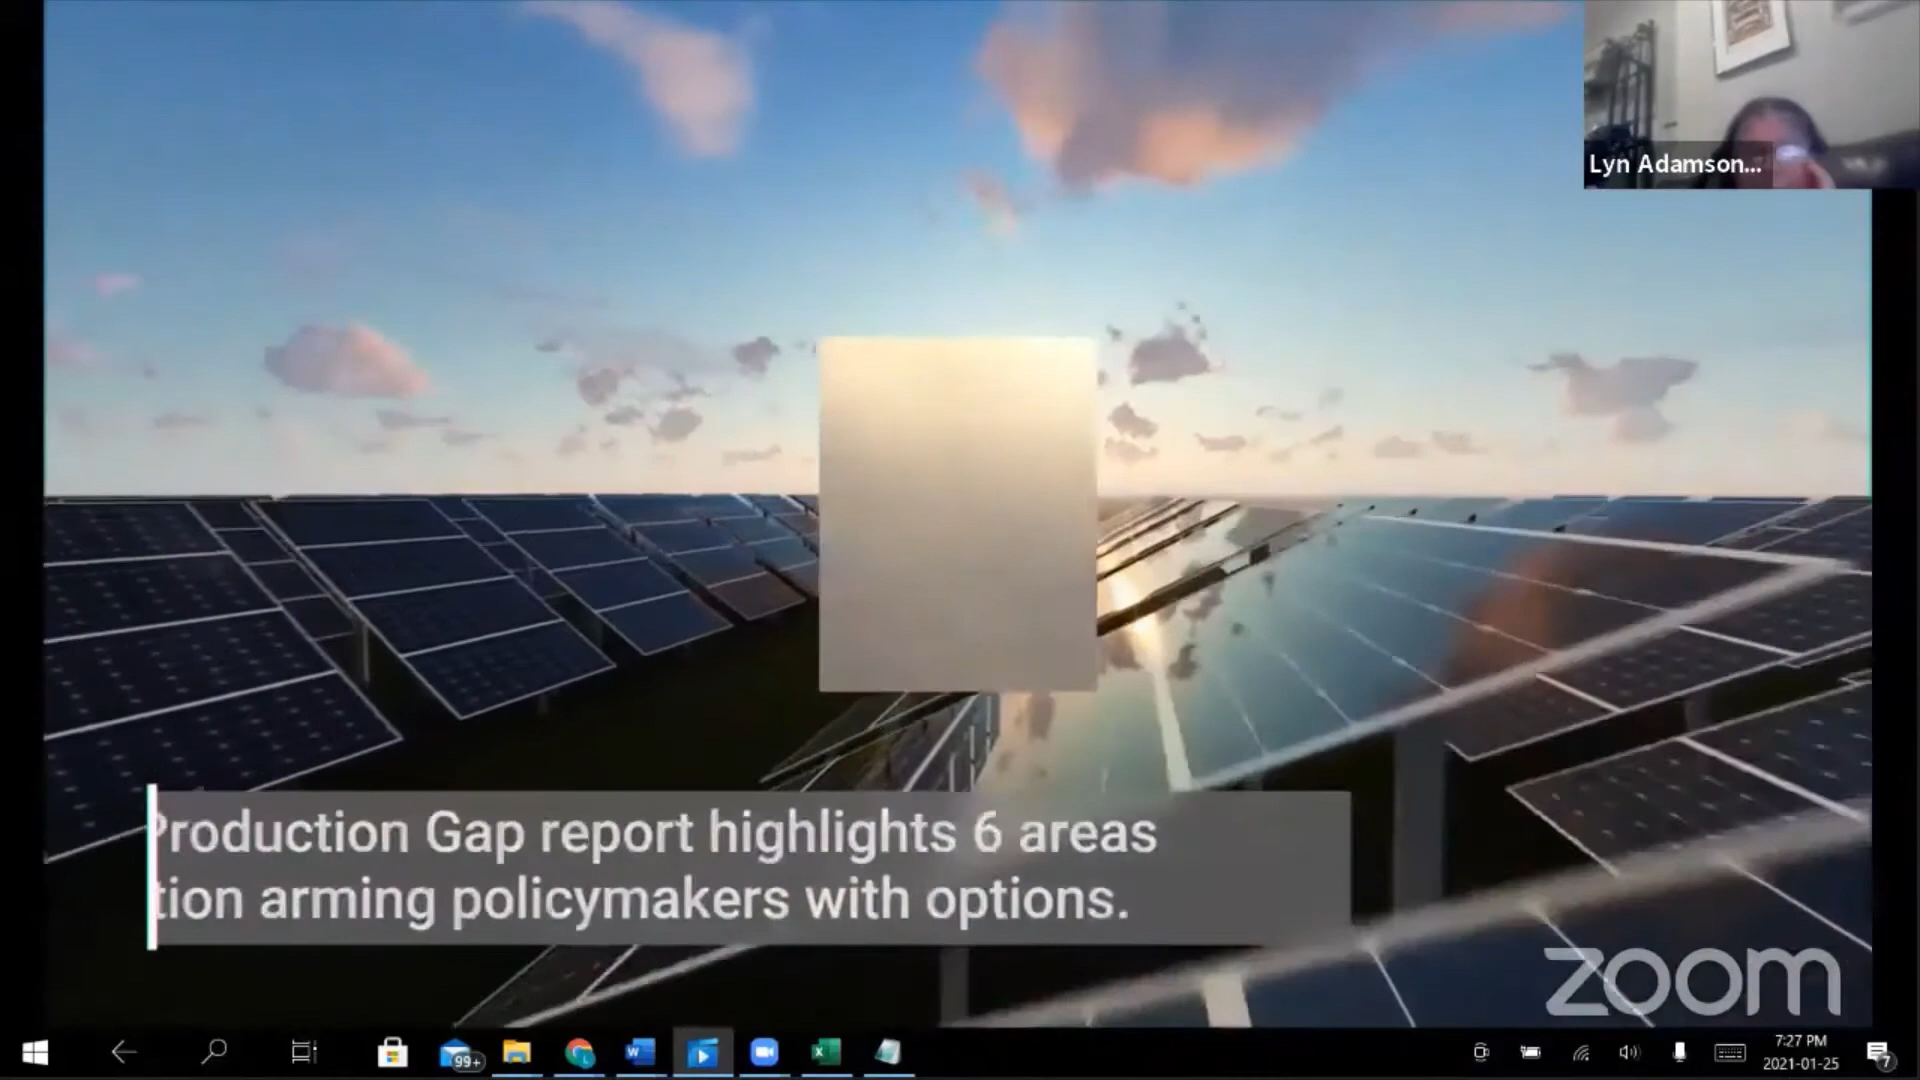 Lyn Adamson...
Production Gap report highlights 6 areas
tion arming policymakers with options.
zoom
99+
7:27 PM
2021-01-25
7